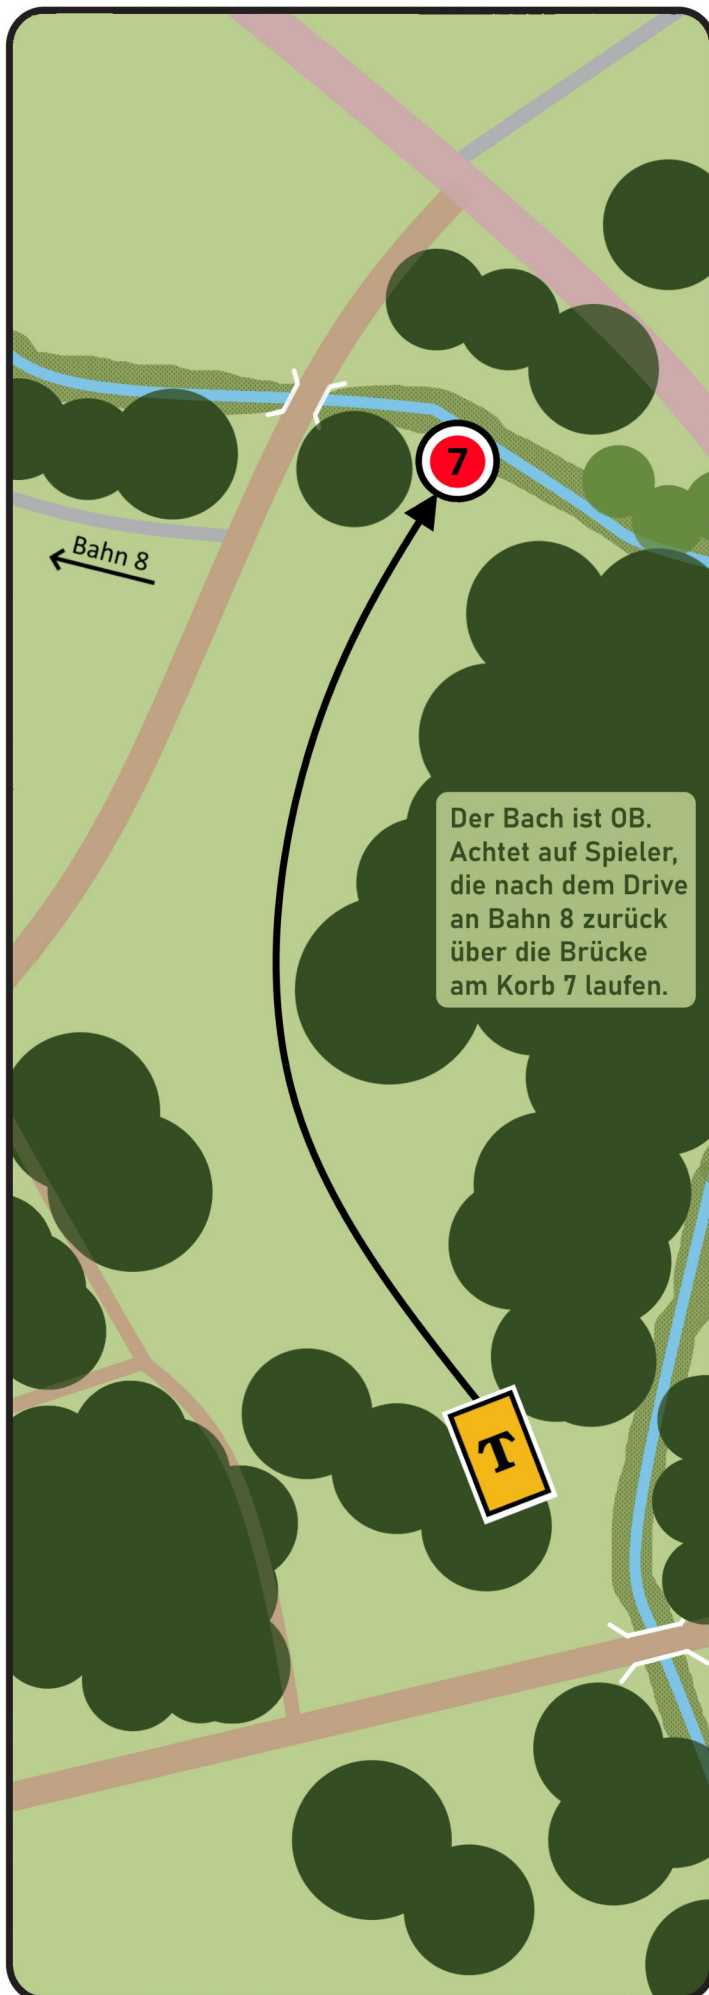 7
Bahn 8
Der Bach ist OB.
Achtet auf Spieler,
die nach dem Drive
an Bahn 8 zurück
über die Brücke
am Korb 7 laufen.
T